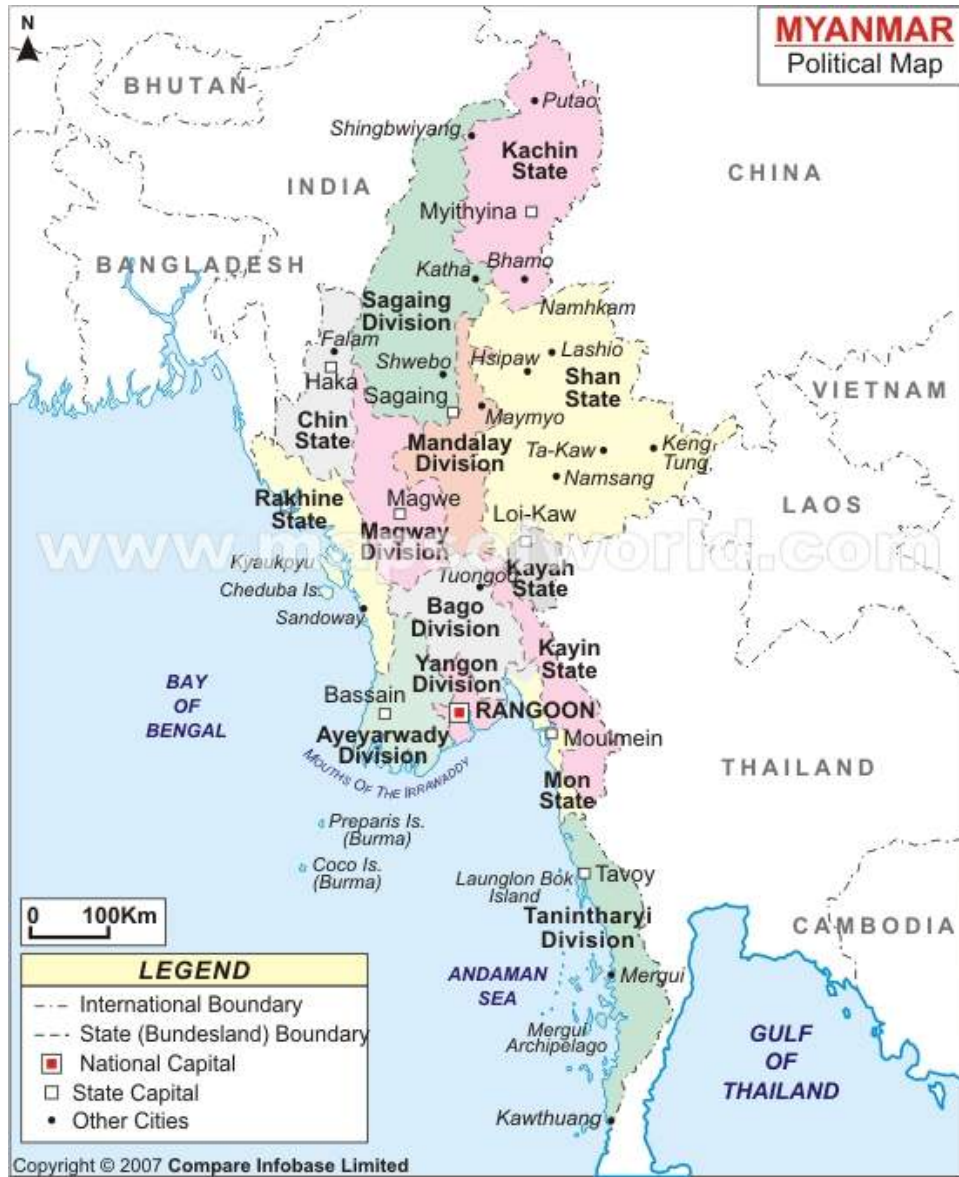 N
MYANMAR
Political Map
BHUTAN
Putao
Shingbwiyang
Kachin
State
INDIA
CHINA
Myithyina
BANGLADESH
Katha
Bhamo
Sagaing
Division
Namhkam
Falam
Shwebo
Hsipaw
Lashio
Haka
Shan
State
VIETNAM
Sagaing
Maymyo
Chin
State
Mandalay
Division
Ta-Kaw
Keng
Tung
Namsang
Rakhine
State
Magwe
LAOS
Loi-Kaw
Magway
Division
www.mapsofworld.com
Kyaukpyu
Kayah
State
Cheduba Is.
Tuongoo
Sandoway
Bago
Division
Kayin
State
Yangon
Division
BAY
OF
BENGAL
Bassain
RANGOON
Ayeyarwady
Division
Moulmein
MOUTHS OF THE IRRAWADDY
THAILAND
Mon
State
Preparis Is.
(Burma)
Coco Is.
(Burma)
Launglon Bok
Island
Tavoy
Tanintharyi
Division
CAMBODIA
0 100Km
ANDAMAN
SEA
Mergui
Mergui
Archipelago
GULF
OF
THAILAND
Kawthuang
LEGEND
International Boundary
State (Bundesland) Boundary
National Capital
State Capital
Other Cities
Copyright © 2007 Compare Infobase Limited